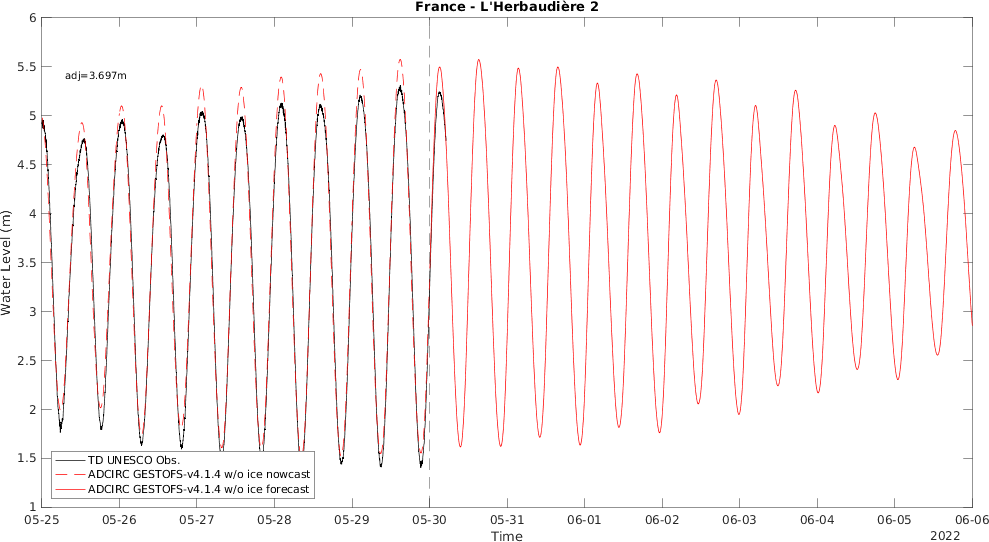 France - L'Herbaudière 2
6
5.5
5
4.5
4
3.5
3
2.5
2
1.5
1
Water Level (m)
adj=3.697m
TD UNESCO Obs.
ADCIRC GESTOFS-v4.1.4 w/o ice nowcast
ADCIRC GESTOFS-v4.1.4 w/o ice forecast
05-25 05-26 05-27 05-28 05-29 05-30 05-31 06-01 06-02 06-03 06-04 06-05 06-06
Time
2022